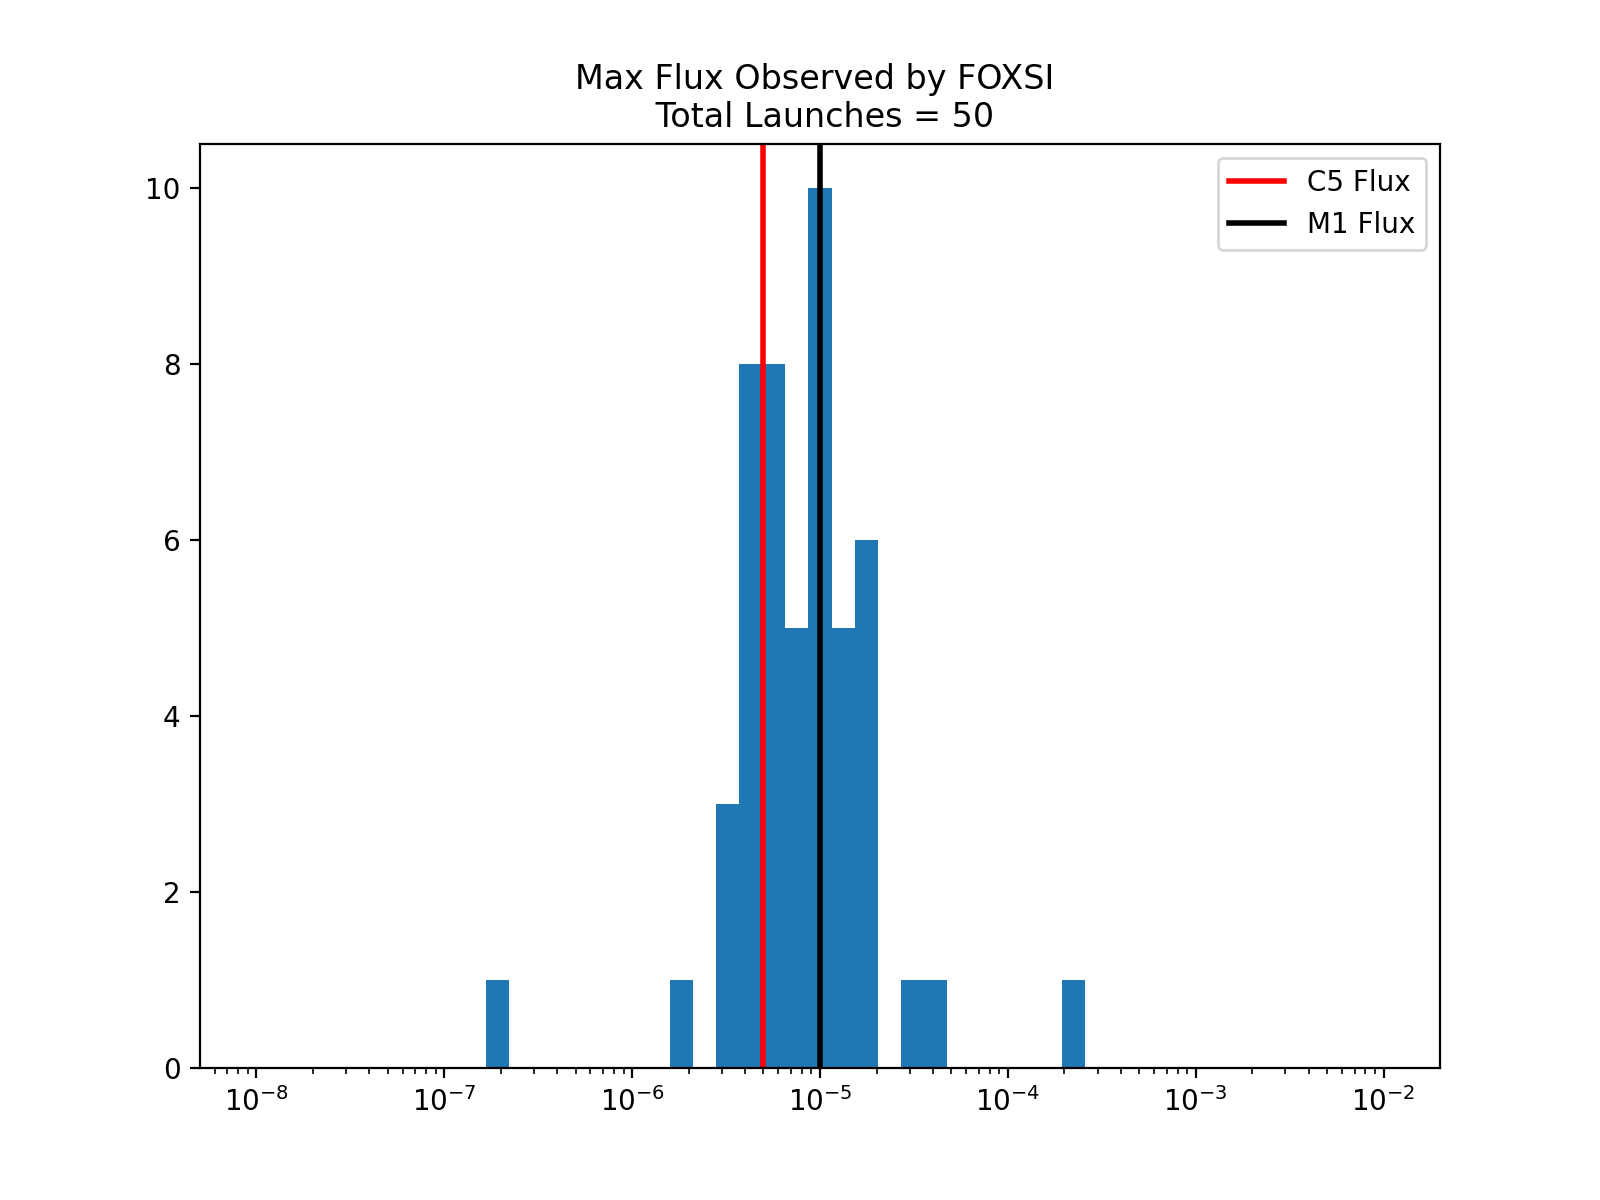 Max Flux Observed by FOXSI
Total Launches = 50
C5 Flux
M1 Flux
10
8
6
4
2
0
10⁻⁸ 10⁻⁷ 10⁻⁶ 10⁻⁵ 10⁻⁴ 10⁻³ 10⁻²